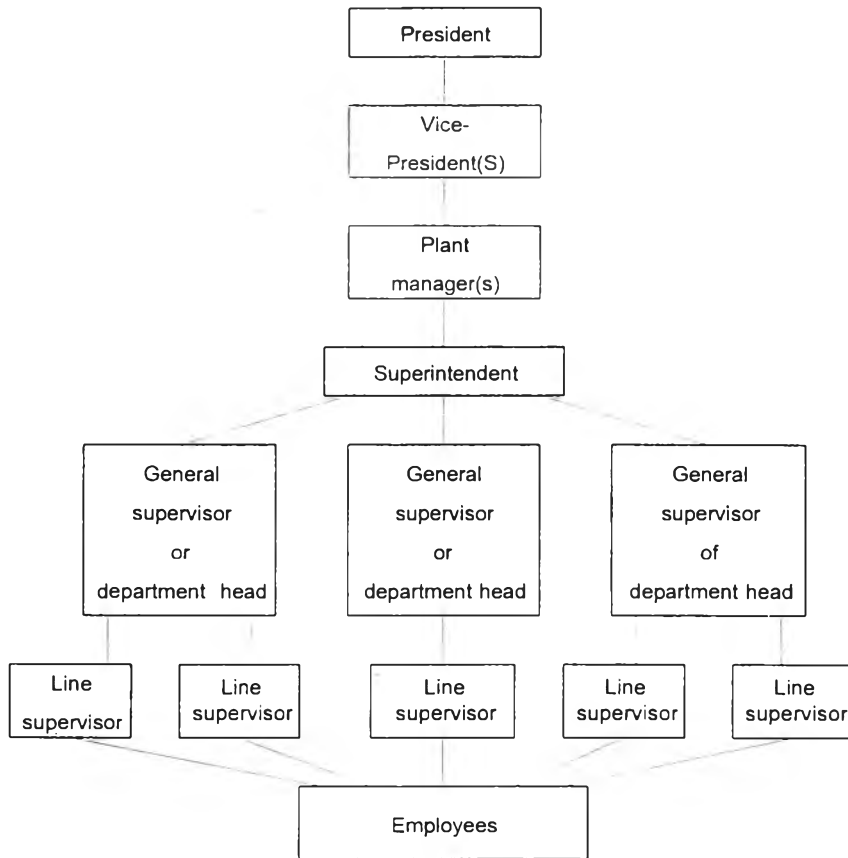 President
Vice-
President(S)
Plant
manager(s)
Superintendent
General
supervisor
or
department head
General
supervisor
or
department head
General
supervisor
of
department head
Line
supervisor
Line
supervisor
Line
supervisor
Line
supervisor
Line
supervisor
Employees